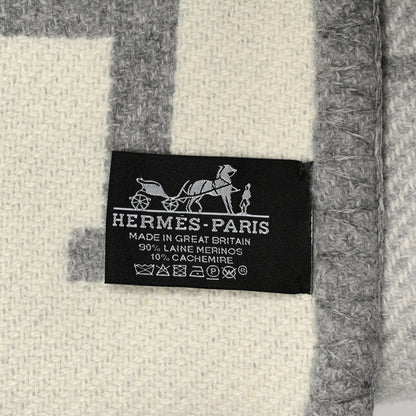 HERMES-PARIS
MADE IN GREAT BRITAIN
90% LAINE MERINOS
10% CACHEMIRE